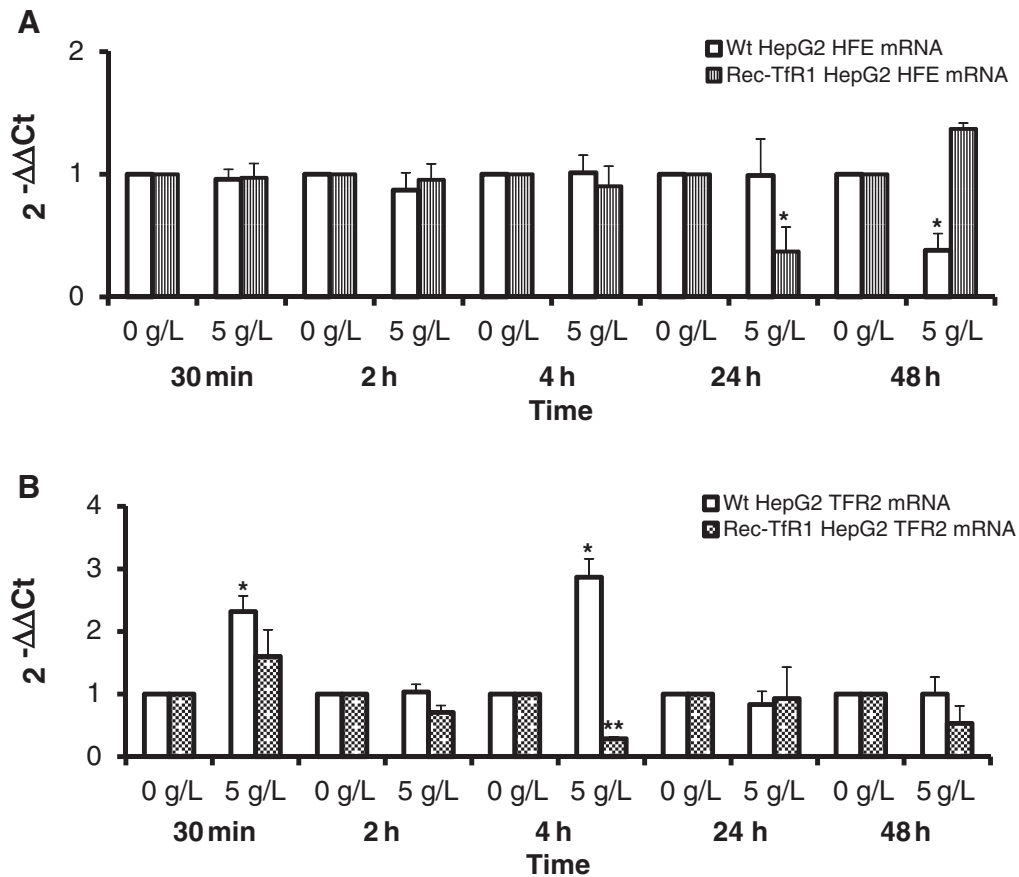 A
2
Wt HepG2 HFE mRNA
Rec-TfR1 HepG2 HFE mRNA
2 -ΔΔCt
1
*
*
0
0 g/L 5 g/L 0 g/L 5 g/L 0 g/L 5 g/L 0 g/L 5 g/L 0 g/L 5 g/L
30 min 2 h 4 h 24 h 48 h
Time
B
4
Wt HepG2 TFR2 mRNA
Rec-TfR1 HepG2 TFR2 mRNA
2 -ΔΔCt
3
*
*
2
1
**
0
0 g/L 5 g/L 0 g/L 5 g/L 0 g/L 5 g/L 0 g/L 5 g/L 0 g/L 5 g/L
30 min 2 h 4 h 24 h 48 h
Time